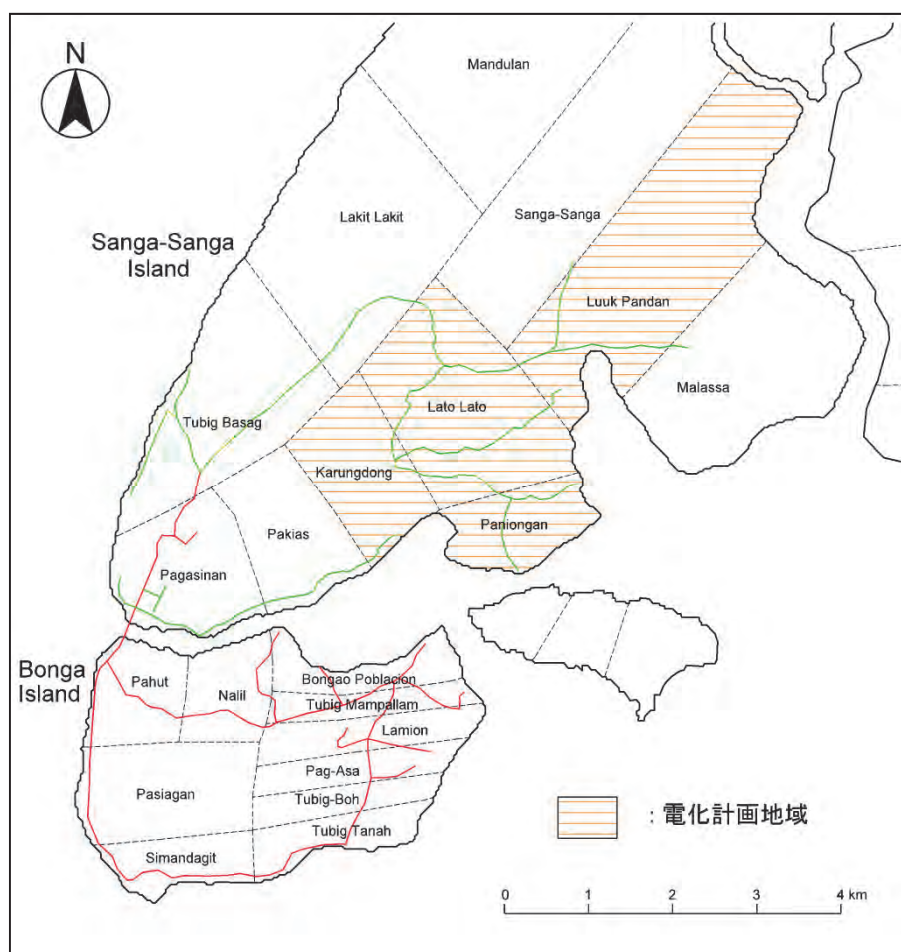 N
Mandulan
Lakit Lakit
Sanga-Sanga
Sanga-Sanga
Island
Luuk Pandan
Malassa
Lato Lato
Tubig Basag
Karungdong
Paniongan
Pakias
Pagasinan
Bonga
Island
Pahut
Nalil
Bongao Poblacion
Tubig Mampallam
Lamion
Pag-Asa
Pasiagan
Tubig-Boh
Tubig Tanah
Simandagit
: 電化計画地域
0 1 2 3 4 km